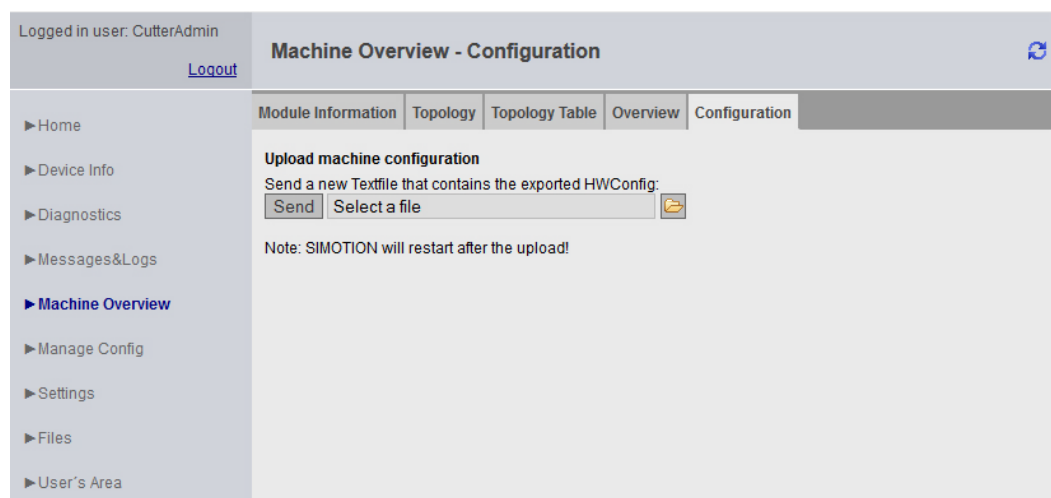 Logged in user: CutterAdmin
Logout
Machine Overview - Configuration
►Home
►Device Info
►Diagnostics
►Messages&Logs
►Machine Overview
►Manage Config
►Settings
►Files
►User's Area
Module Information Topology Topology Table Overview Configuration
Upload machine configuration
Send a new Textfile that contains the exported HWConfig:
Send Select a file
Note: SIMOTION will restart after the upload!